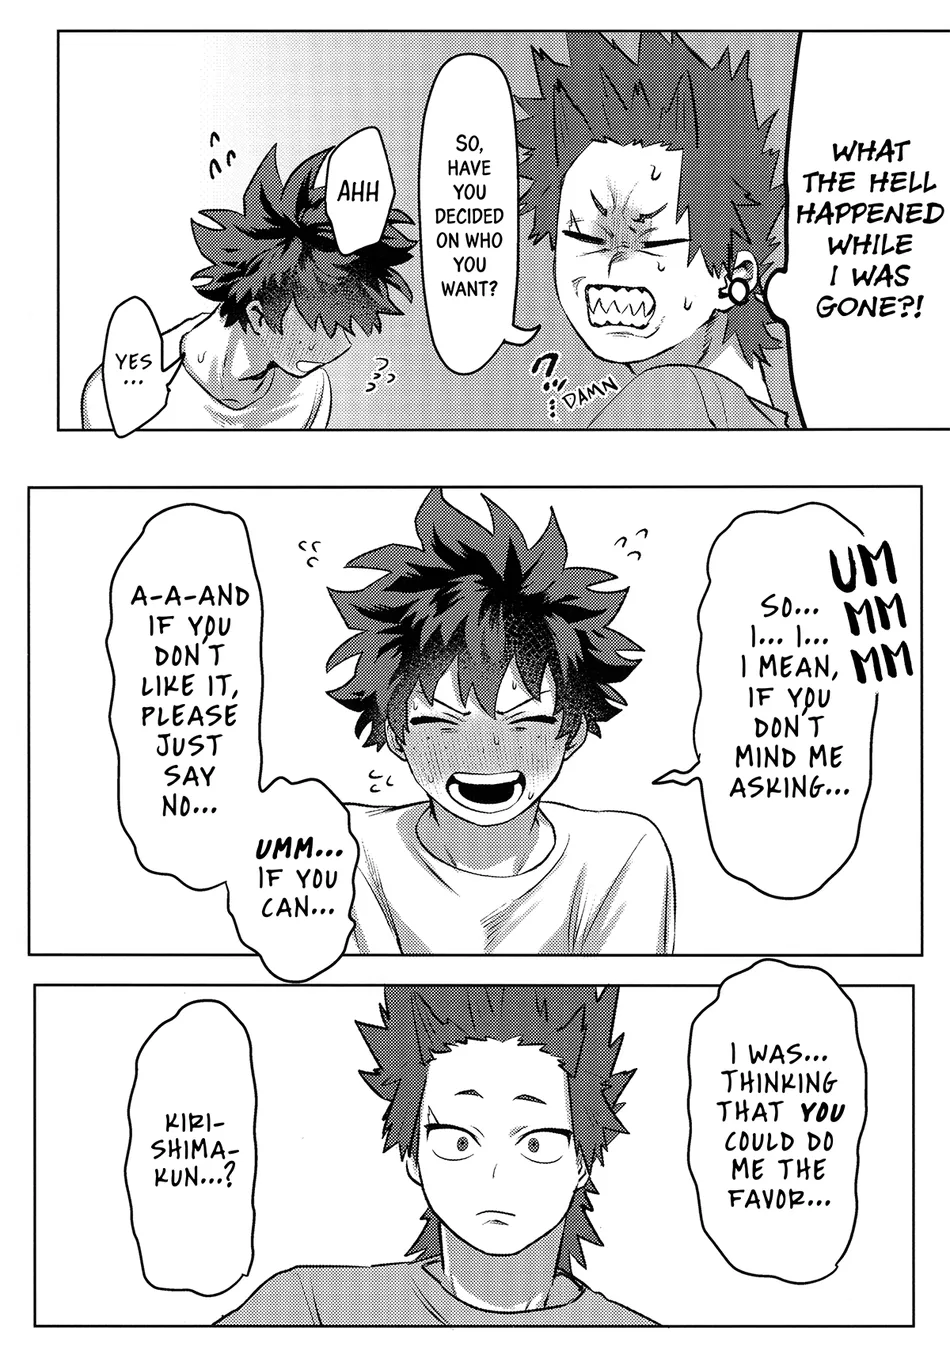 WHAT
THE HELL
HAPPENED
WHILE
I WAS
GONE?!
SO,
HAVE
YOU
DECIDED
ON WHO
YOU
WANT?
DAMN
AHH
YES
...
UM
MM
MM
SO...
I... I...
I MEAN,
IF YOU
DON'T
MIND ME
ASKING...
A-A-AND
IF YOU
DON'T
LIKE IT,
PLEASE
JUST
SAY
NO...
UMM...
IF YOU
CAN...
I WAS...
THINKING
THAT YOU
COULD DO
ME THE
FAVOR...
KIRI-
SHIMA-
KUN...?